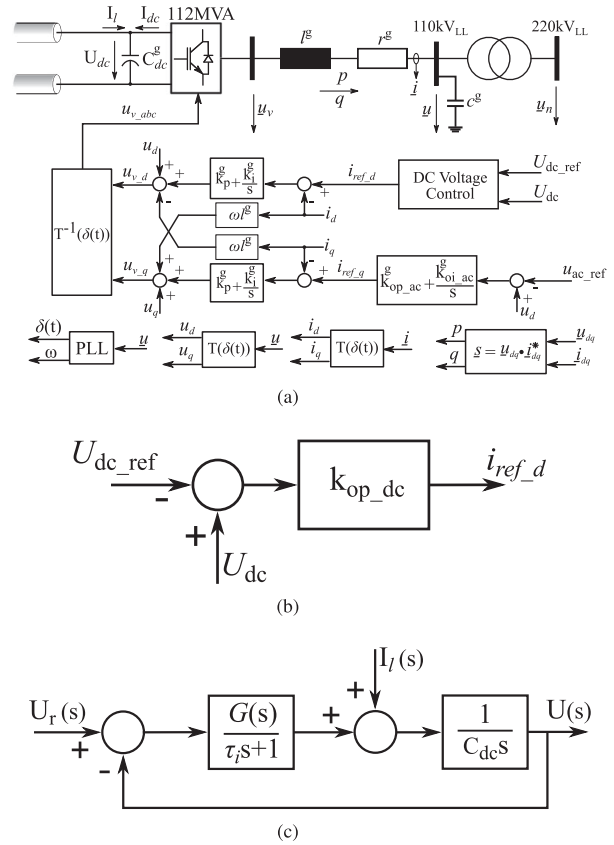 I_l I_dc 112MVA
U_dc C^g_dc
l^g r^g 110kV_LL 220kV_LL
p
q
i
u_v u c^g u_n
u_v_abc
u_d
u_v_d + + - k^g_p + k^g_i/s + - i_ref_d DC Voltage Control U_dc_ref
U_dc
T⁻¹(δ(t)) ωl^g i_d
ωl^g i_q
u_v_q + + + k^g_p + k^g_i/s - + i_ref_q k^g_op_ac + k^g_oi_ac/s - + u_ac_ref
u_q u_d
δ(t) ω PLL u
u_d u_q T(δ(t)) u
i_d i_q T(δ(t)) i
p q s = u_dq • i*_dq u_dq i_dq
(a)
U_dc_ref - + k_op_dc i_ref_d
U_dc
(b)
I_l(s)
U_r(s) + - G(s)/τ_i s+1 + + 1/C_dc s U(s)
(c)